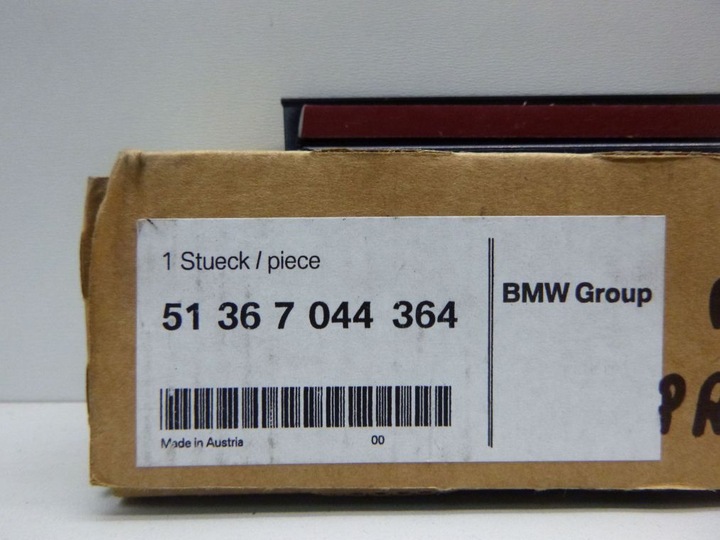 1 Stueck / piece
51 36 7 044 364
BMW Group
Made in Austria 00